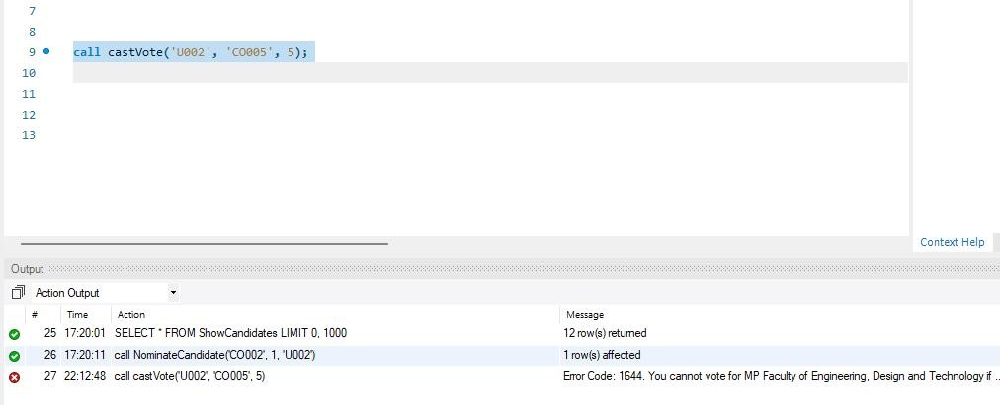 7
8
9 call castVote('U002', 'CO005', 5);
10
11
12
13
Context Help
Output
Action Output
# Time Action Message
25 17:20:01 SELECT * FROM ShowCandidates LIMIT 0, 1000 12 row(s) returned
26 17:20:11 call NominateCandidate('CO002', 1, 'U002') 1 row(s) affected
27 22:12:48 call castVote('U002', 'CO005', 5) Error Code: 1644. You cannot vote for MP Faculty of Engineering, Design and Technology if ...